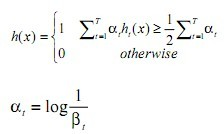 h(x) = { 1 ∑_{t=1}^{T} α_t h_t(x) ≥ 1/2 ∑_{t=1}^{T} α_t
0 otherwise
α_t = log 1/β_t